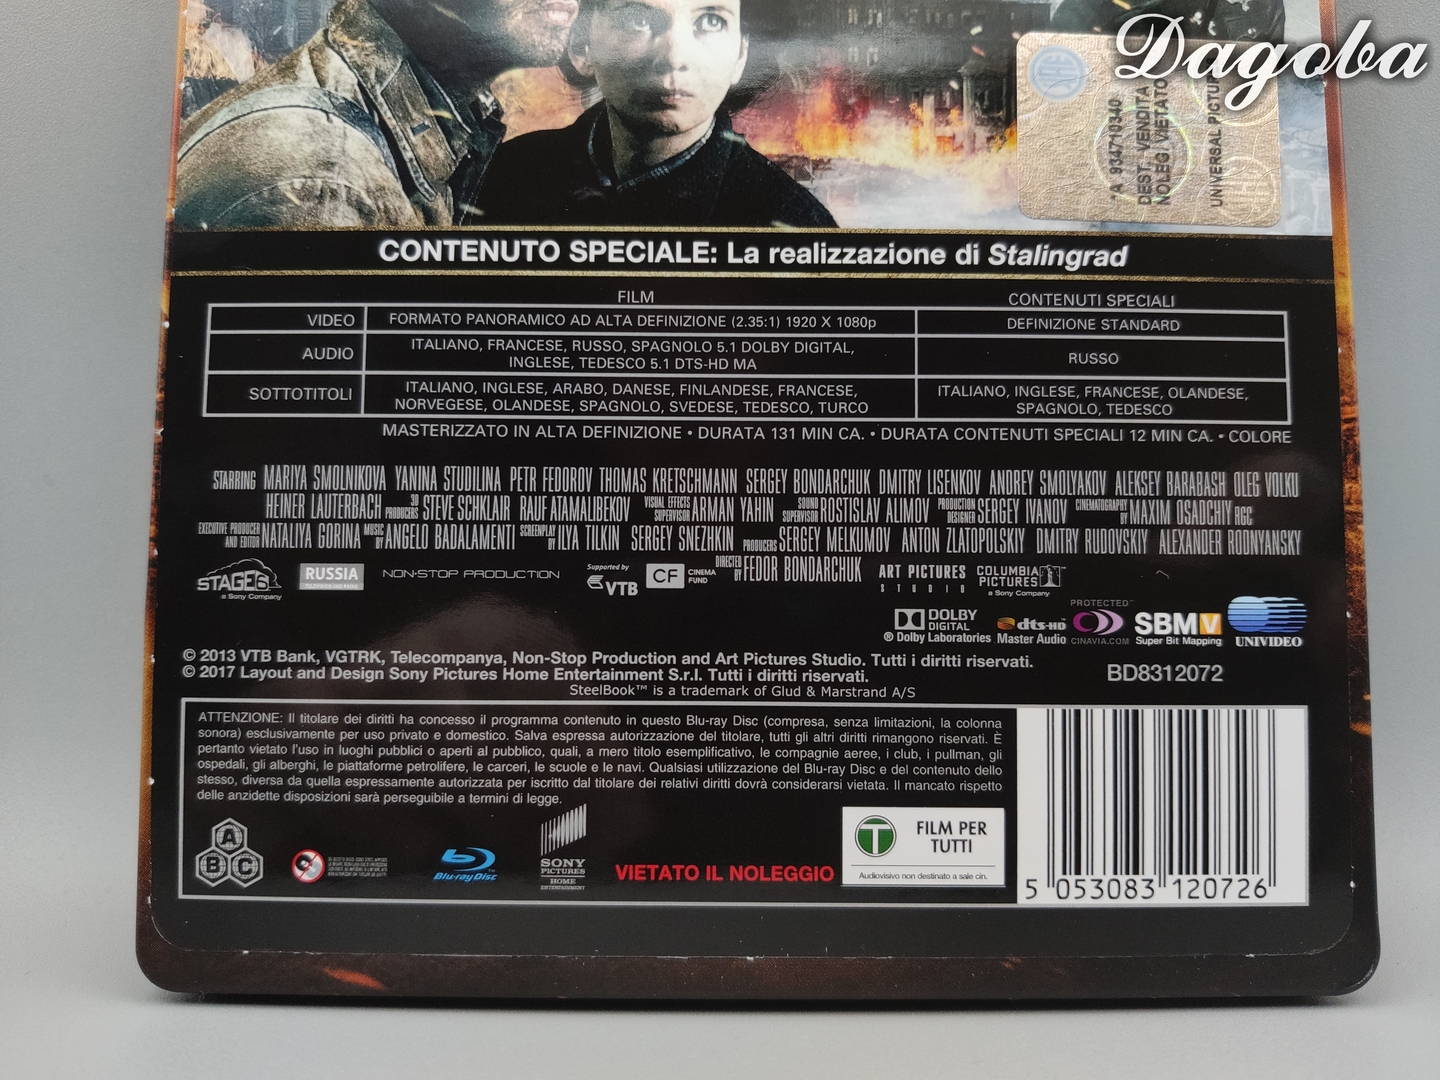 Dagoba
AA 934710340
DEST. VENDITA
NOLEG VIETATO
UNIVERSAL PICTU
CONTENUTO SPECIALE: La realizzazione di Stalingrad
FILM
CONTENUTI SPECIALI
VIDEO
FORMATO PANORAMICO AD ALTA DEFINIZIONE (2.35:1) 1920 X 1080p
DEFINIZIONE STANDARD
AUDIO
ITALIANO, FRANCESE, RUSSO, SPAGNOLO 5.1 DOLBY DIGITAL,
INGLESE, TEDESCO 5.1 DTS-HD MA
RUSSO
SOTTOTITOLI
ITALIANO, INGLESE, ARABO, DANESE, FINLANDESE, FRANCESE,
NORVEGESE, OLANDESE, SPAGNOLO, SVEDESE, TEDESCO, TURCO
ITALIANO, INGLESE, FRANCESE, OLANDESE,
SPAGNOLO, TEDESCO
MASTERIZZATO IN ALTA DEFINIZIONE • DURATA 131 MIN CA. • DURATA CONTENUTI SPECIALI 12 MIN CA. • COLORE
STARRING MARIYA SMOLNIKOVA YANINA STUDILINA PETR FEDOROV THOMAS KRETSCHMANN SERGEY BONDARCHUK DMITRY LISENKOV ANDREY SMOLYAKOV ALEKSEY BARABASH OLEG VOLKU
HEINER LAUTERBACH 3D PRODUCERS STEVE SCHKLAIR RAUF ATAMALIBEKOV VISUAL EFFECTS SUPERVISOR ARMAN YAHIN SOUND SUPERVISOR ROSTISLAV ALIMOV PRODUCTION DESIGNER SERGEY IVANOV CINEMATOGRAPHY BY MAXIM OSADCHIY RGC
EXECUTIVE PRODUCER AND EDITOR NATALIYA GORINA MUSIC BY ANGELO BADALAMENTI SCREENPLAY BY ILYA TILKIN SERGEY SNEZHKIN PRODUCERS SERGEY MELKUMOV ANTON ZLATOPOLSKIY DMITRY RUDOVSKIY ALEXANDER RODNYANSKY
DIRECTED BY FEDOR BONDARCHUK
STAGE 6
a Sony Company
RUSSIA
TELEVISION AND RADIO
NON·STOP PRODUCTION
Supported by
VTB
CF CINEMA FUND
ART PICTURES
STUDIO
COLUMBIA
PICTURES
a Sony Company
DOLBY
DIGITAL
® Dolby Laboratories
dts-HD
Master Audio
PROTECTED™
CINAVIA.COM
SBMV
Super Bit Mapping
UNIVIDEO
© 2013 VTB Bank, VGTRK, Telecompanya, Non-Stop Production and Art Pictures Studio. Tutti i diritti riservati.
© 2017 Layout and Design Sony Pictures Home Entertainment S.r.l. Tutti i diritti riservati.
SteelBook™ is a trademark of Glud & Marstrand A/S
BD8312072
ATTENZIONE: Il titolare dei diritti ha concesso il programma contenuto in questo Blu-ray Disc (compresa, senza limitazioni, la colonna
sonora) esclusivamente per uso privato e domestico. Salva espressa autorizzazione del titolare, tutti gli altri diritti rimangono riservati. È
pertanto vietato l'uso in luoghi pubblici o aperti al pubblico, quali, a mero titolo esemplificativo, le compagnie aeree, i club, i pullman, gli
ospedali, gli alberghi, le piattaforme petrolifere, le carceri, le scuole e le navi. Qualsiasi utilizzazione del Blu-ray Disc e del contenuto dello
stesso, diversa da quella espressamente autorizzata per iscritto dal titolare dei relativi diritti dovrà considerarsi vietata. Il mancato rispetto
delle anzidette disposizioni sarà perseguibile a termini di legge.
A
B C
Blu-ray Disc
SONY
PICTURES
HOME
ENTERTAINMENT
VIETATO IL NOLEGGIO
T
FILM PER
TUTTI
Audiovisivo non destinato a sale cin.
5 053083 120726